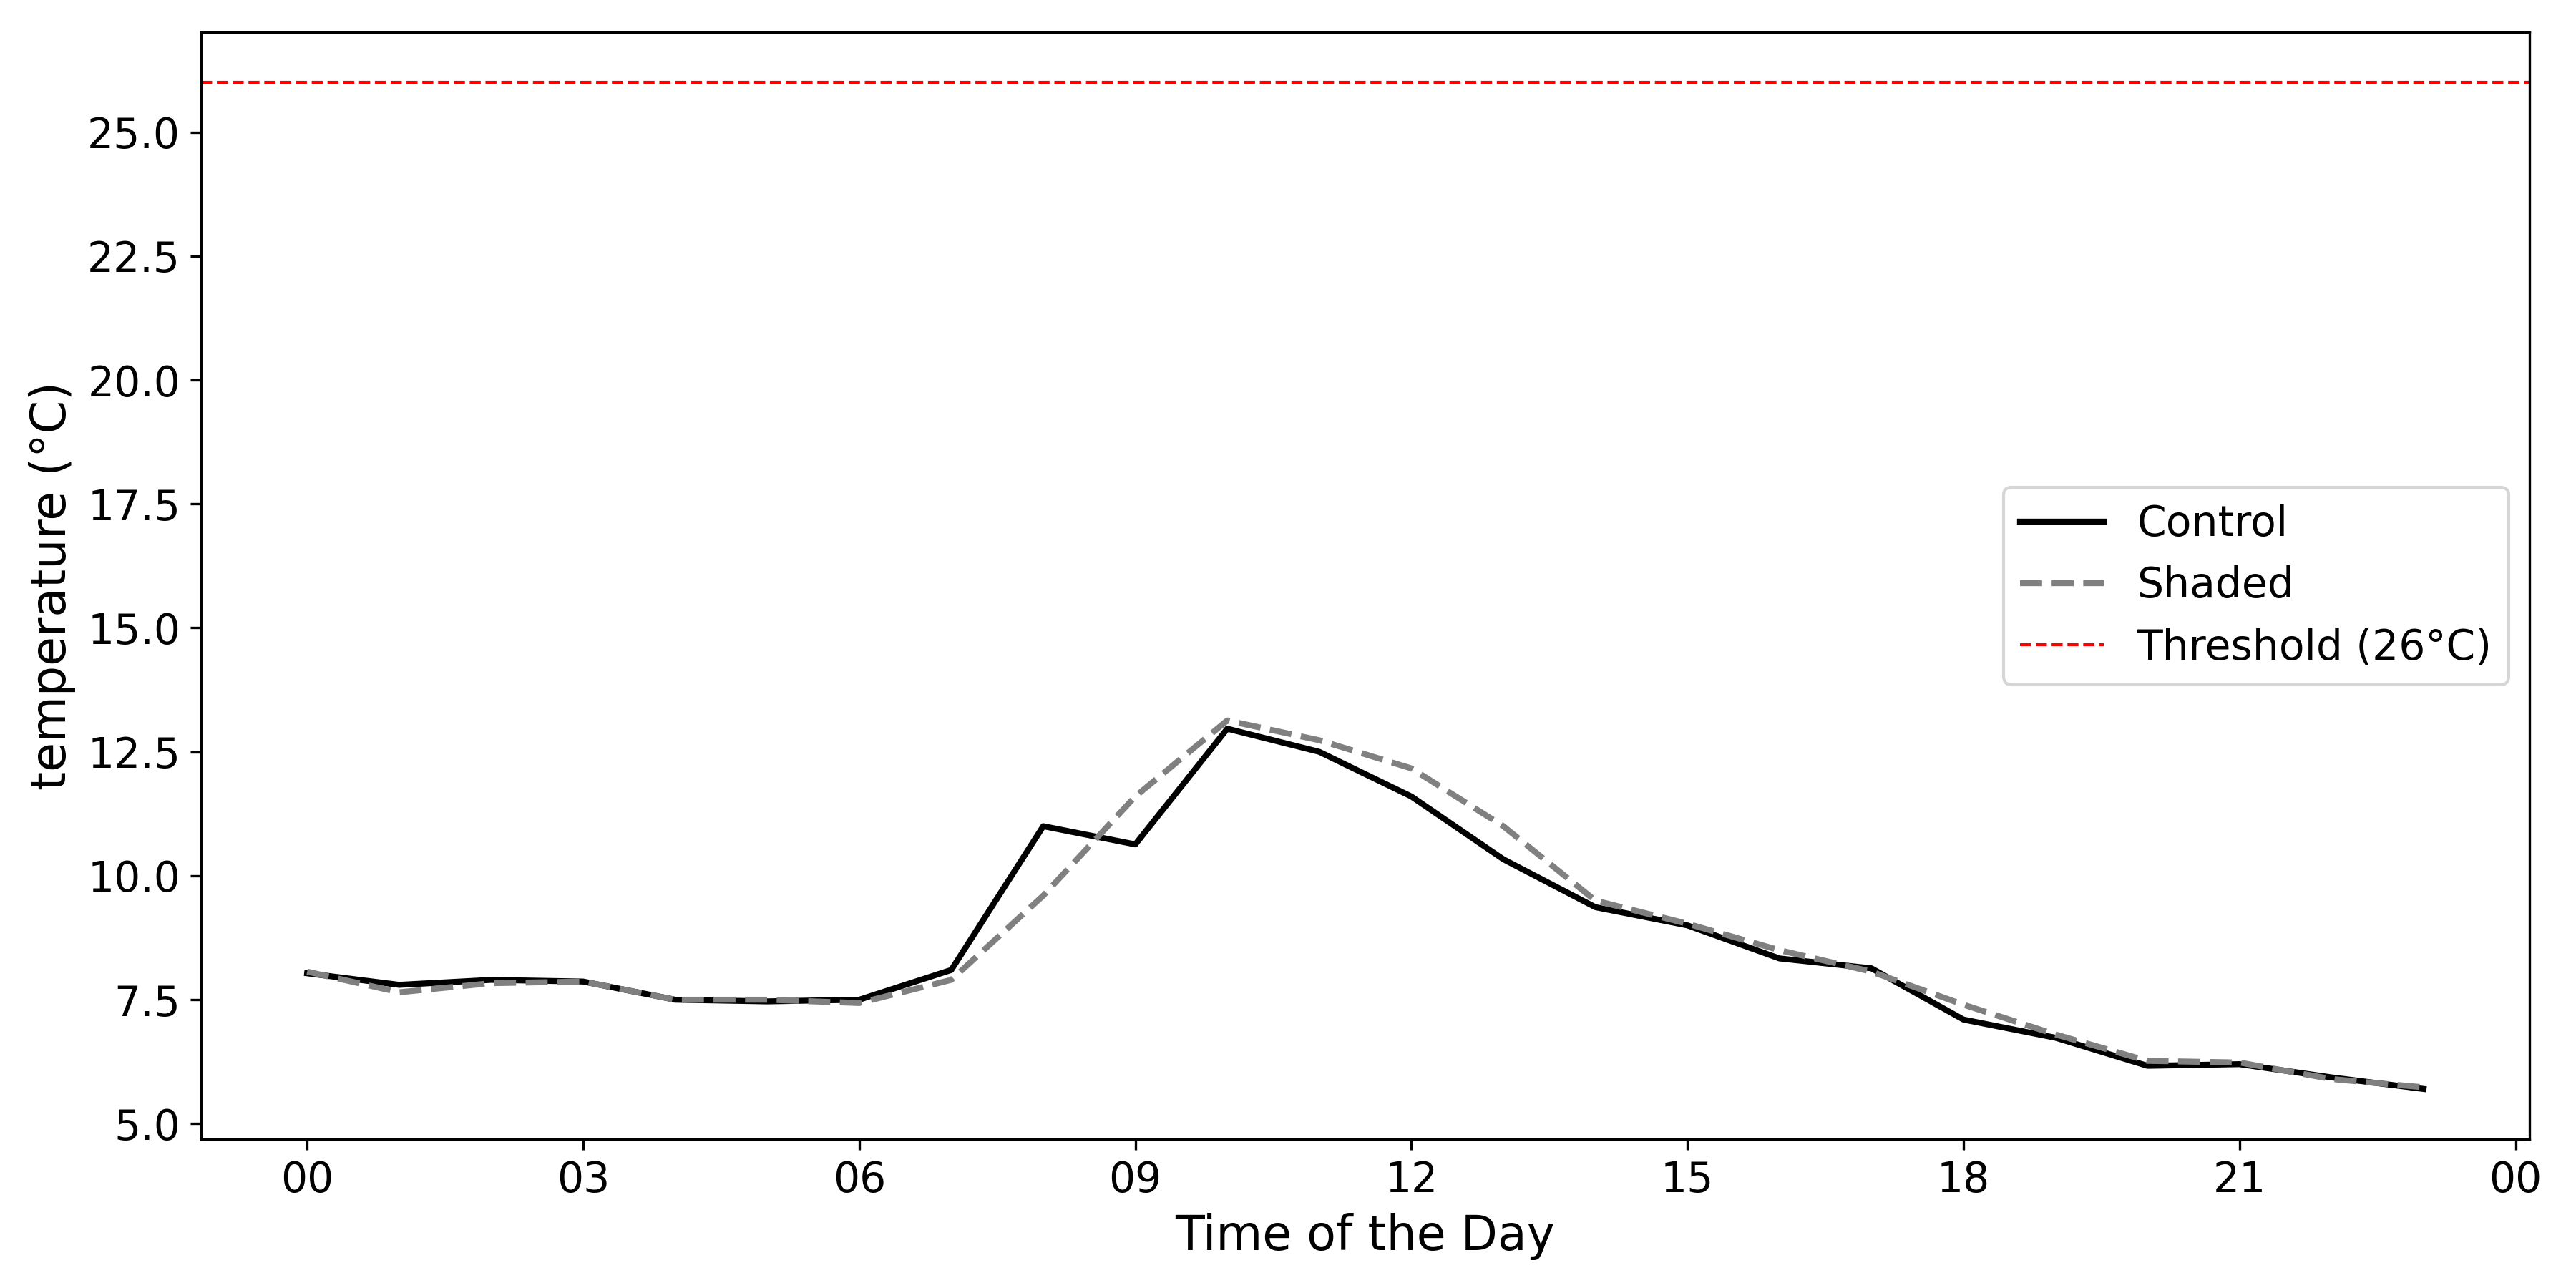 temperature (°C)
25.0
22.5
20.0
17.5
15.0
12.5
10.0
7.5
5.0
Control
Shaded
Threshold (26°C)
00 03 06 09 12 15 18 21 00
Time of the Day